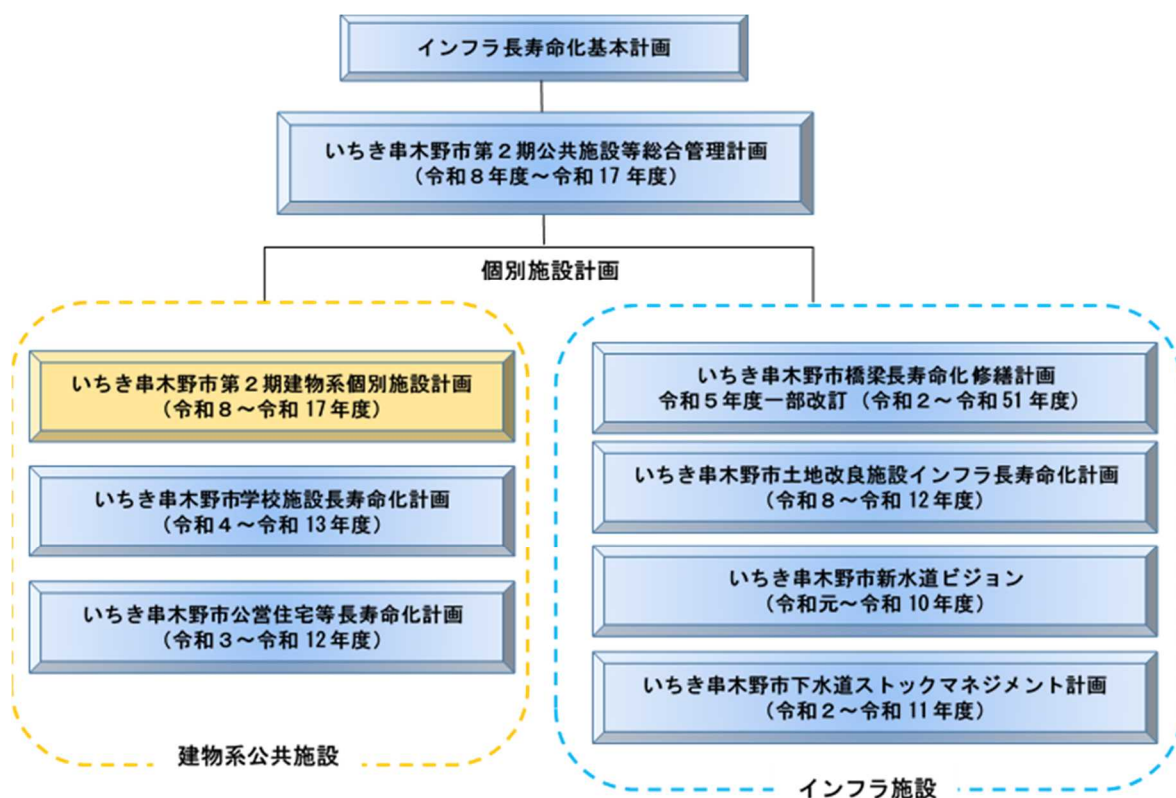 インフラ長寿命化基本計画
いちき串木野市第２期公共施設等総合管理計画
（令和８年度～令和 17 年度）
個別施設計画
いちき串木野市第２期建物系個別施設計画
（令和８～令和 17 年度）
いちき串木野市学校施設長寿命化計画
（令和４～令和 13 年度）
いちき串木野市公営住宅等長寿命化計画
（令和３～令和 12 年度）
建物系公共施設
いちき串木野市橋梁長寿命化修繕計画
令和５年度一部改訂（令和２～令和 51 年度）
いちき串木野市土地改良施設インフラ長寿命化計画
（令和８～令和 12 年度）
いちき串木野市新水道ビジョン
（令和元～令和 10 年度）
いちき串木野市下水道ストックマネジメント計画
（令和２～令和 11 年度）
インフラ施設